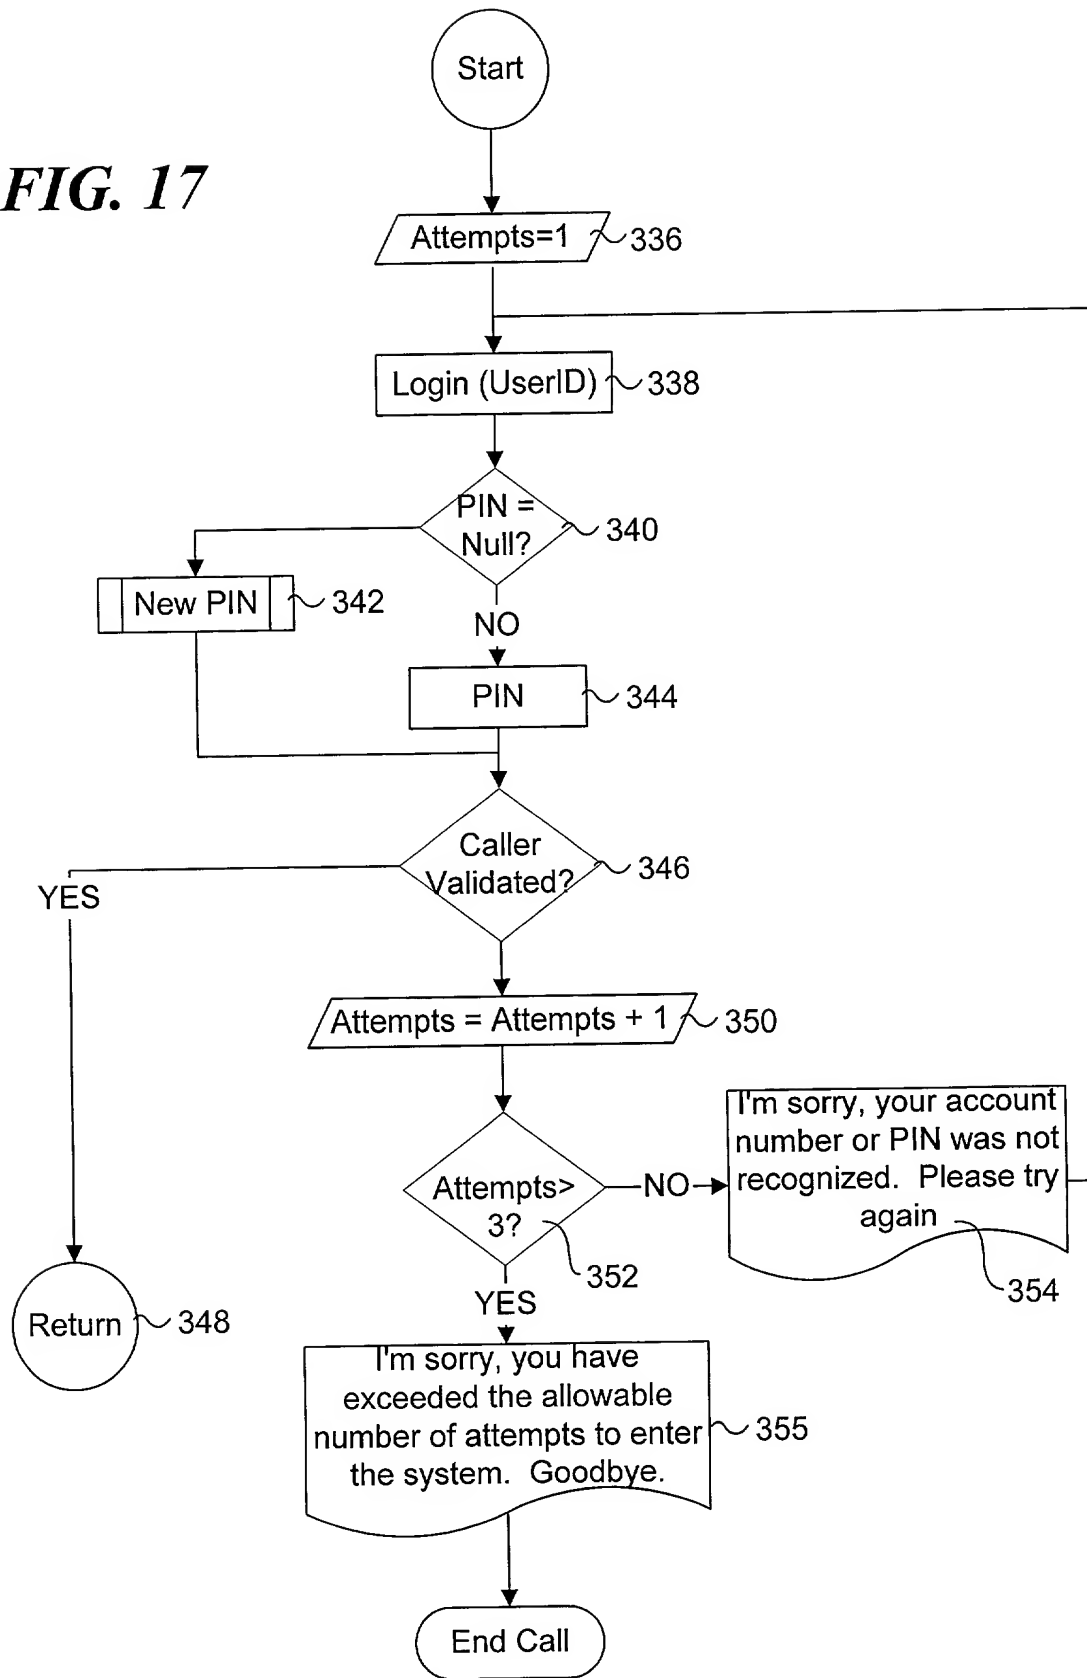 Start
FIG. 17
Attempts=1
336
Login (UserID)
338
PIN =
Null?
340
New PIN
342
NO
PIN
344
Caller
Validated?
346
YES
Attempts = Attempts + 1
350
I'm sorry, your account
number or PIN was not
recognized. Please try
again
354
Attempts>
3?
NO
352
YES
Return
348
I'm sorry, you have
exceeded the allowable
number of attempts to enter
the system. Goodbye.
355
End Call